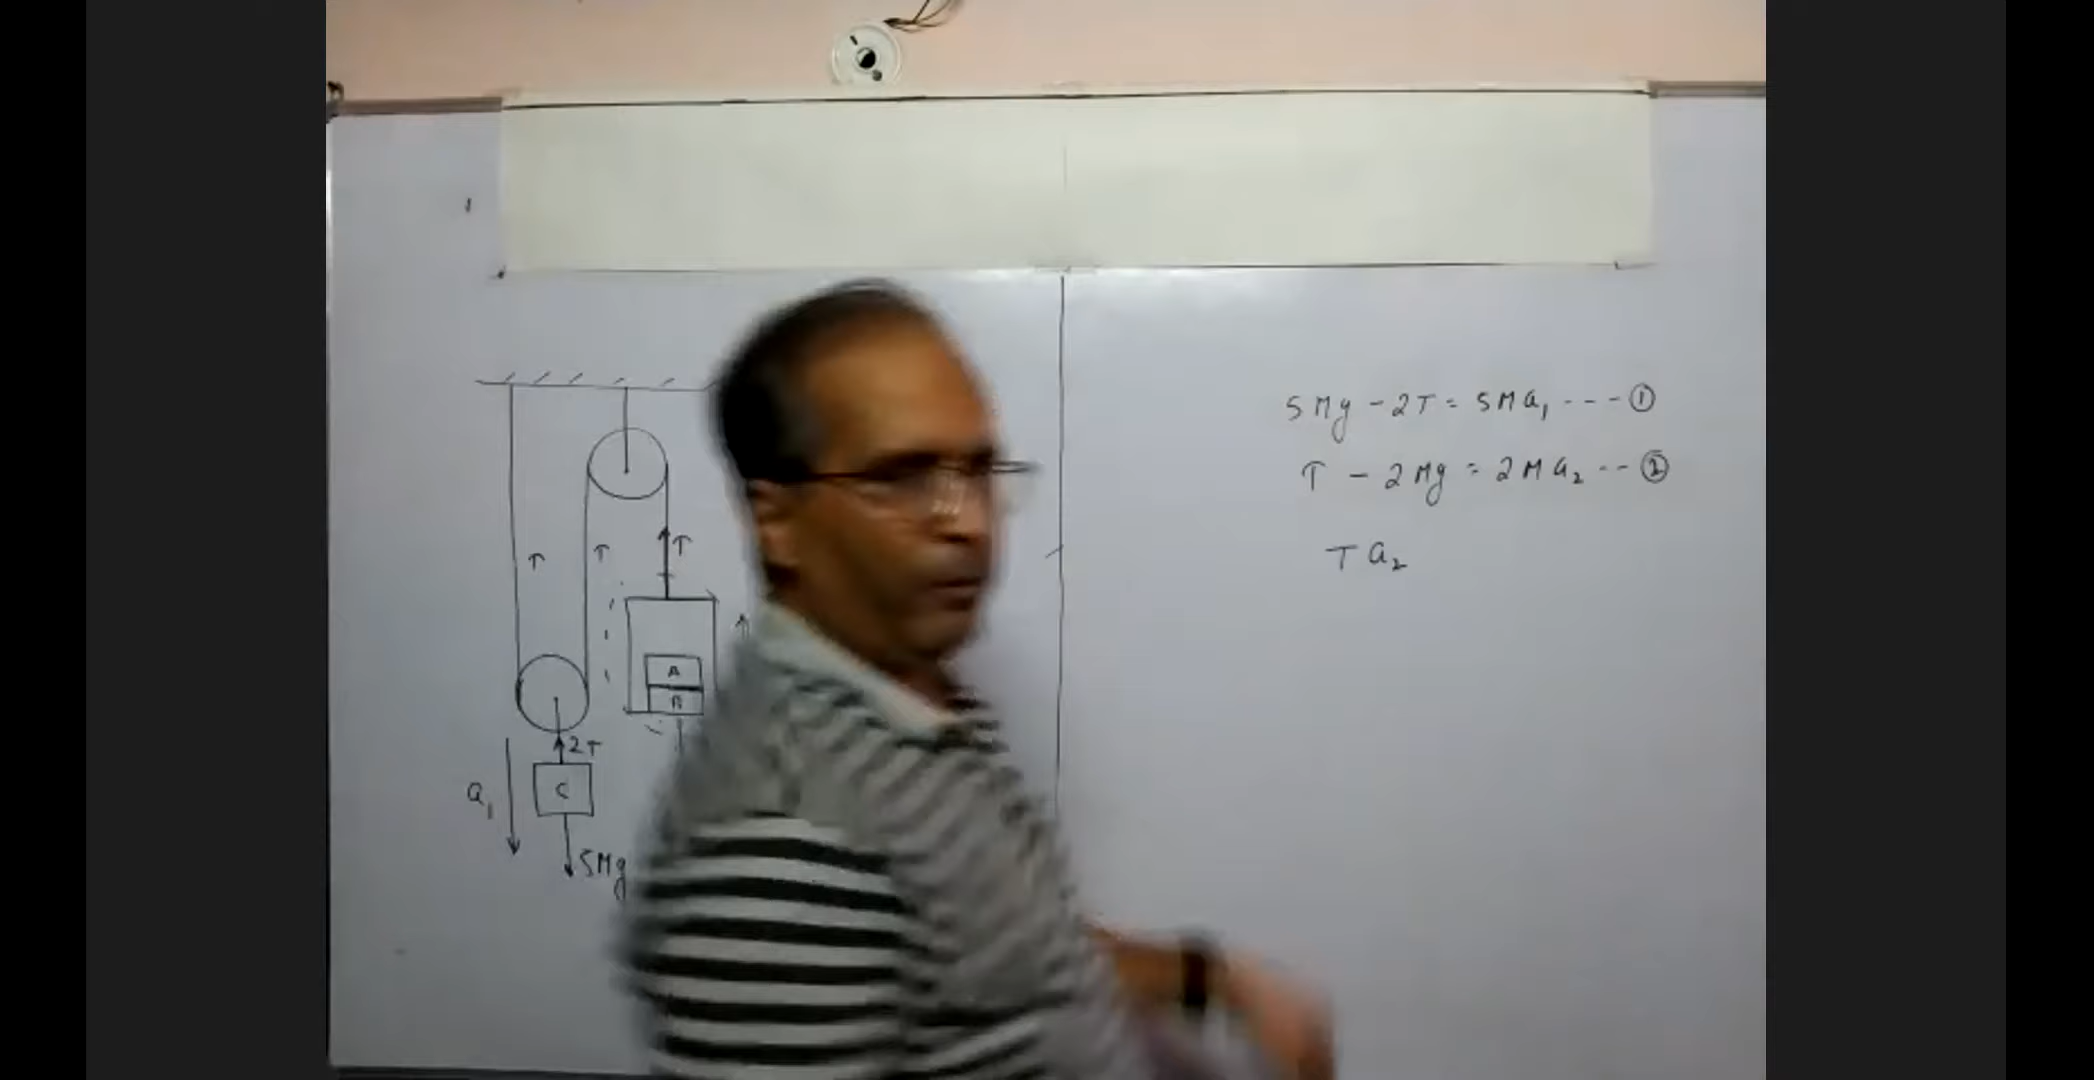 T
T
T
A
B
2T
C
a₁
5Mg
5Mg - 2T = 5Ma₁ --- ①
T - 2Mg = 2Ma₂ -- ②
T a₂